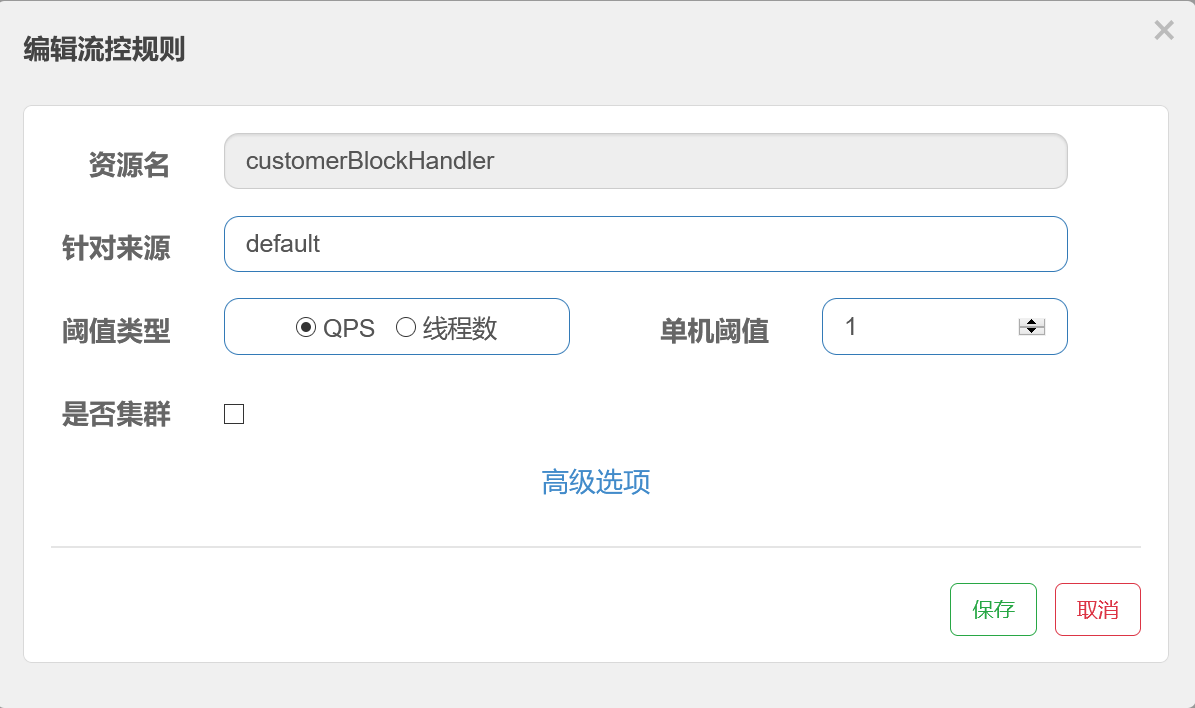 编辑流控规则
×
资源名 customerBlockHandler
针对来源 default
阈值类型 QPS 线程数 单机阈值 1
是否集群
高级选项
保存 取消